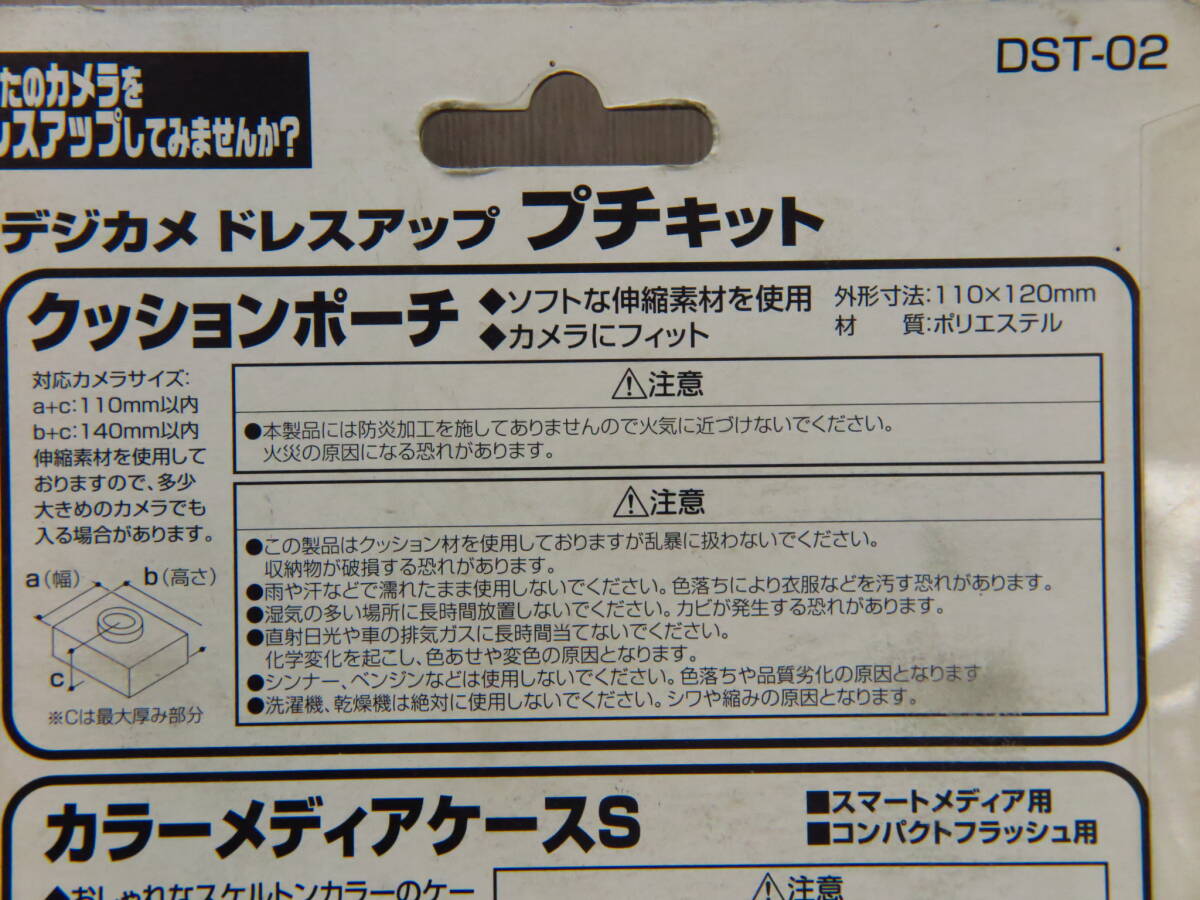 DST-02
たのカメラを
レスアップしてみませんか?
デジカメ ドレスアップ プチキット
クッションポーチ
◆ソフトな伸縮素材を使用
◆カメラにフィット
外形寸法:110×120mm
材 質:ポリエステル
対応カメラサイズ:
a+c:110mm以内
b+c:140mm以内
伸縮素材を使用して
おりますので、多少
大きめのカメラでも
入る場合があります。
a(幅) b(高さ)
c
※Cは最大厚み部分
⚠注意
●本製品には防炎加工を施してありませんので火気に近づけないでください。
火災の原因になる恐れがあります。
⚠注意
●この製品はクッション材を使用しておりますが乱暴に扱わないでください。
収納物が破損する恐れがあります。
●雨や汗などで濡れたまま使用しないでください。色落ちにより衣服などを汚す恐れがあります。
●湿気の多い場所に長時間放置しないでください。カビが発生する恐れがあります。
●直射日光や車の排気ガスに長時間当てないでください。
化学変化を起こし、色あせや変色の原因となります。
●シンナー、ベンジンなどは使用しないでください。色落ちや品質劣化の原因となります
●洗濯機、乾燥機は絶対に使用しないでください。シワや縮みの原因となります。
カラーメディアケースS
■スマートメディア用
■コンパクトフラッシュ用
◆おしゃれなスケルトンカラーのケー
⚠注意